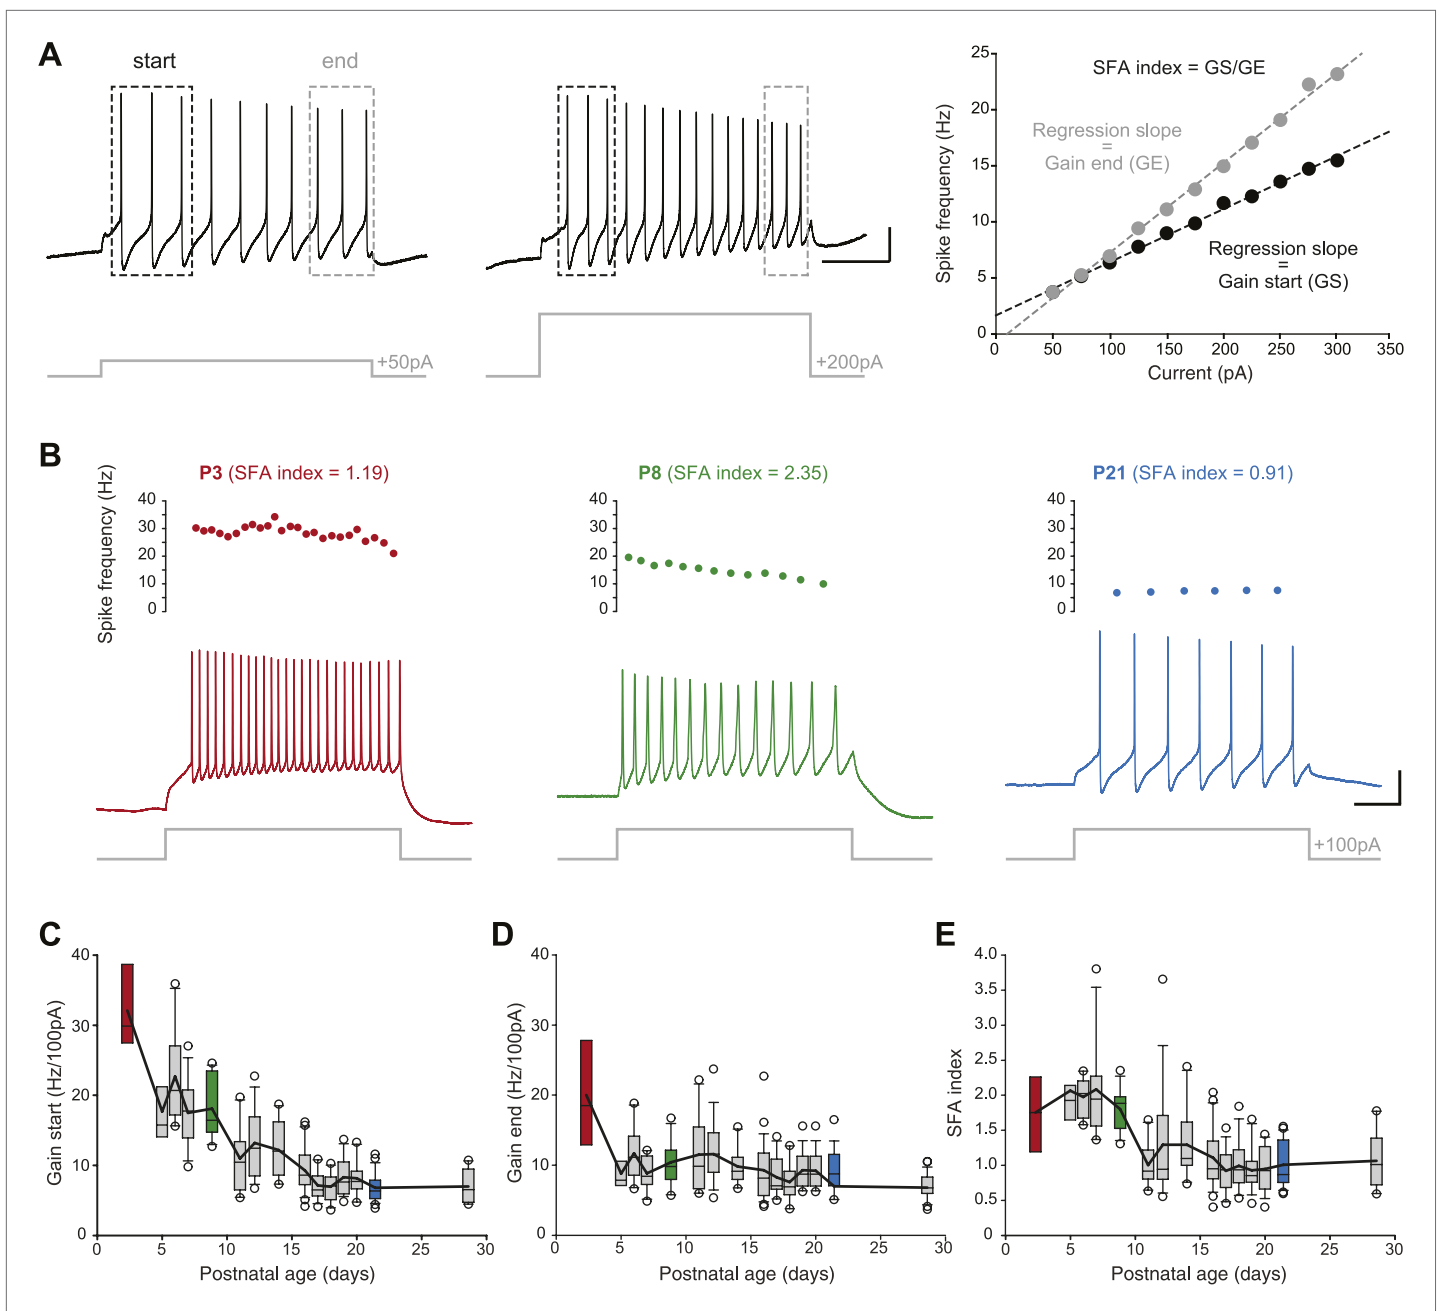 A
start
end
+50pA
+200pA
25
20
15
10
5
0
Spike frequency (Hz)
SFA index = GS/GE
Regression slope
=
Gain end (GE)
Regression slope
=
Gain start (GS)
0
50
100
150
200
250
300
350
Current (pA)
B
P3 (SFA index = 1.19)
P8 (SFA index = 2.35)
P21 (SFA index = 0.91)
Spike frequency (Hz)
40
30
20
10
0
40
30
20
10
0
40
30
20
10
0
+100pA
C
40
30
20
10
0
Gain start (Hz/100pA)
0
5
10
15
20
25
30
Postnatal age (days)
D
40
30
20
10
0
Gain end (Hz/100pA)
0
5
10
15
20
25
30
Postnatal age (days)
E
4.0
3.5
3.0
2.5
2.0
1.5
1.0
0.5
0
SFA index
0
5
10
15
20
25
30
Postnatal age (days)